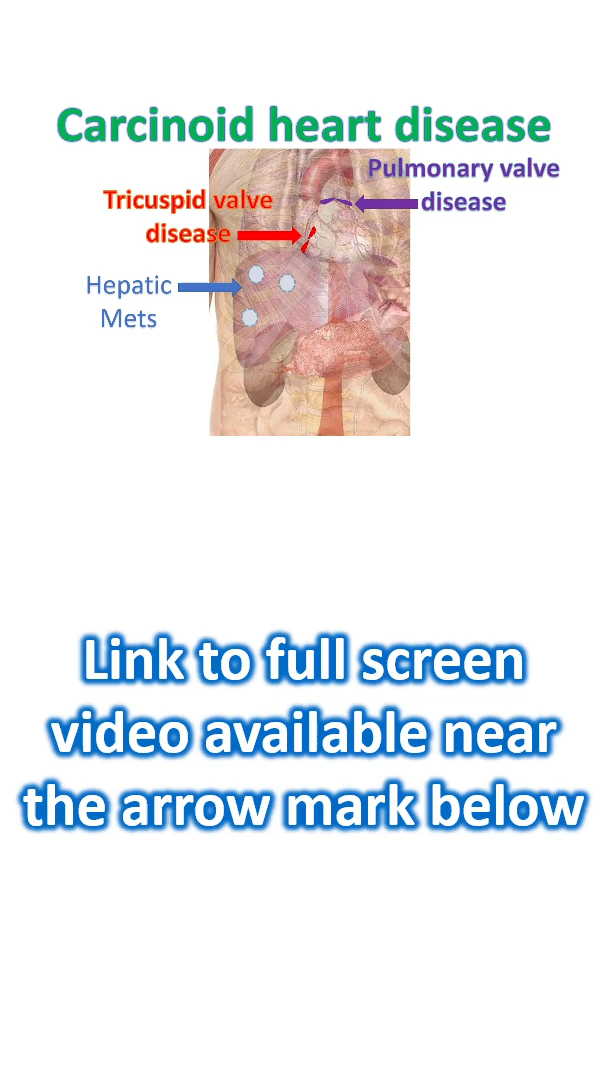 Carcinoid heart disease
Pulmonary valve
disease
Tricuspid valve
disease
Hepatic
Mets
Link to full screen
video available near
the arrow mark below